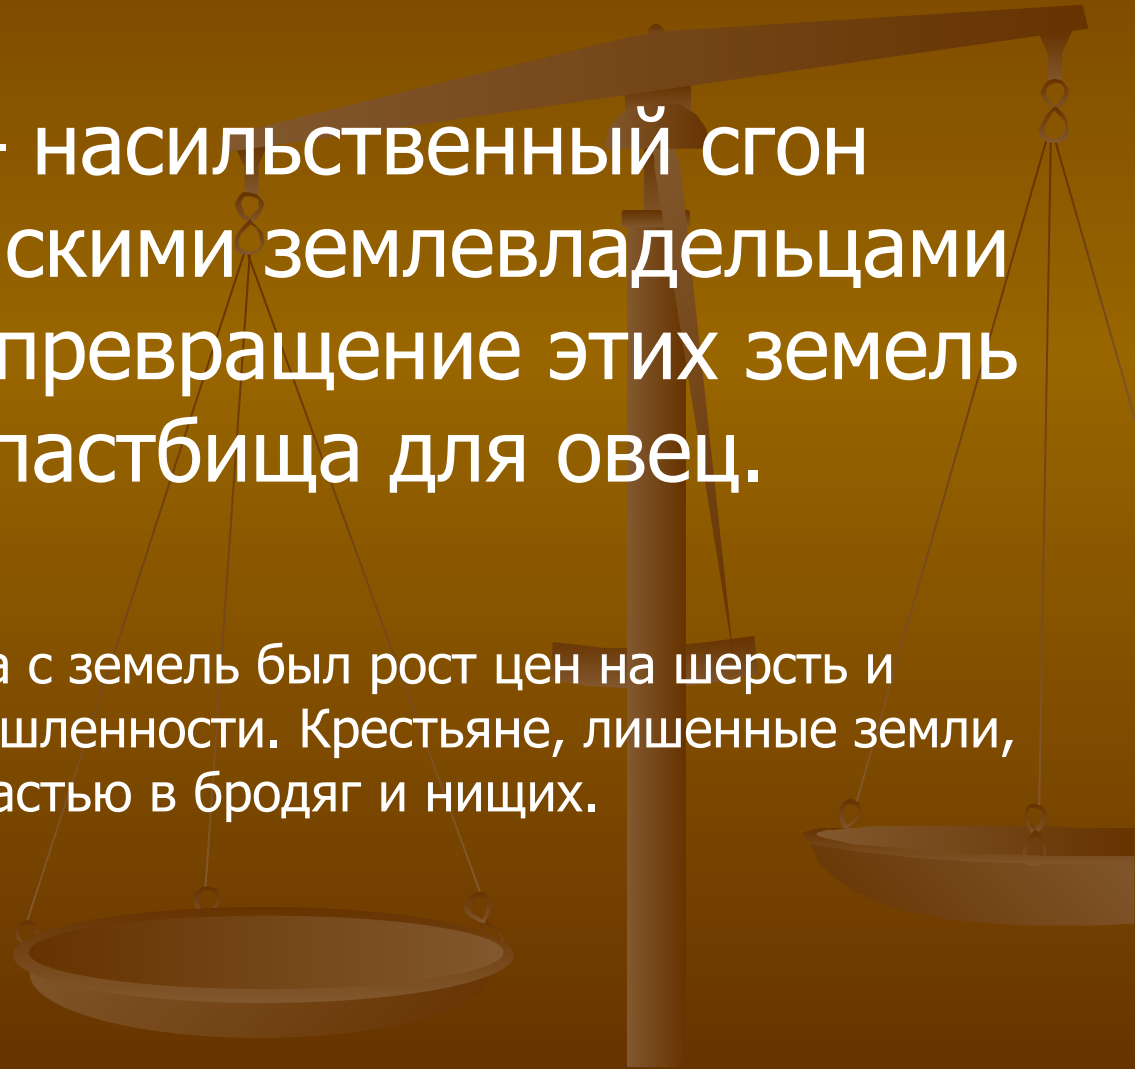 - насильственный сгон
скими землевладельцами
превращение этих земель
пастбища для овец.
а с земель был рост цен на шерсть и
шленности. Крестьяне, лишенные земли,
астью в бродяг и нищих.